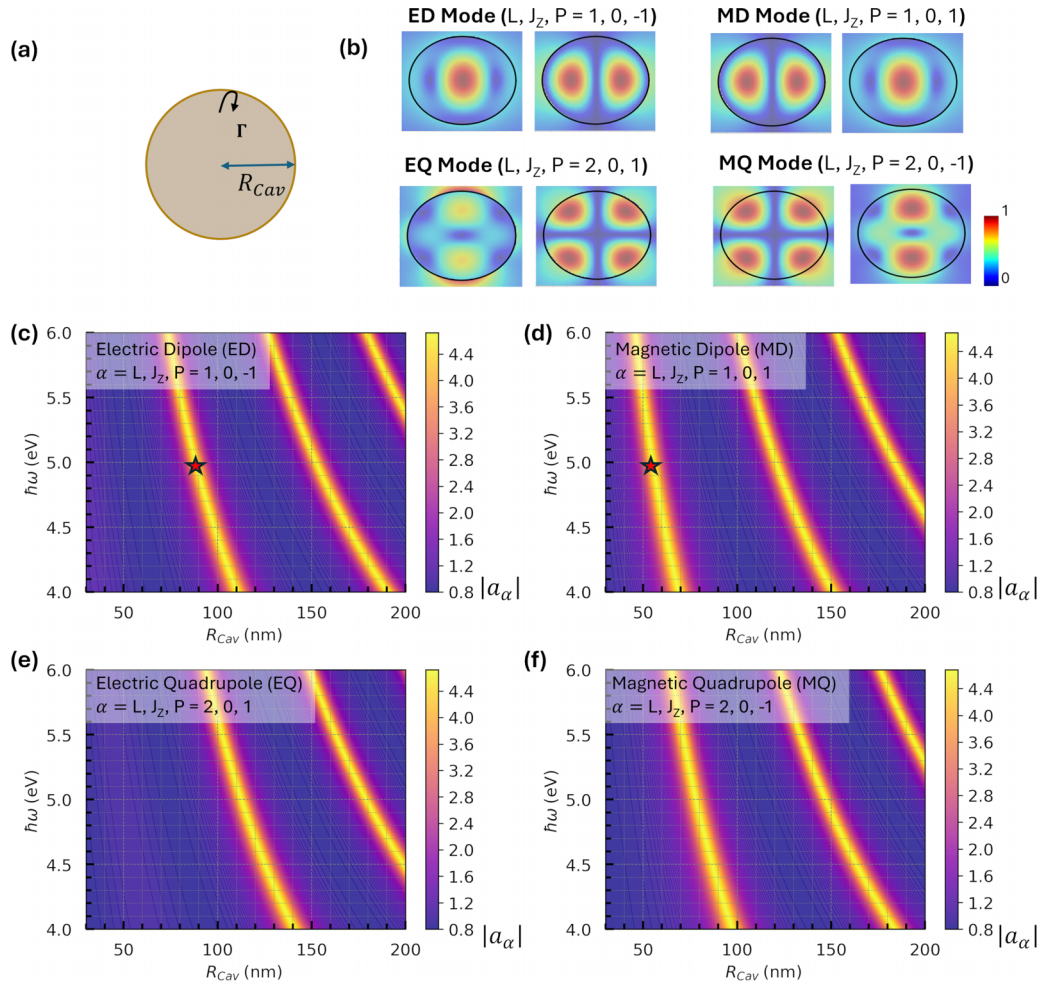 (a)
Γ
R_Cav
(b)
ED Mode (L, J_Z, P = 1, 0, -1)
MD Mode (L, J_Z, P = 1, 0, 1)
EQ Mode (L, J_Z, P = 2, 0, 1)
MQ Mode (L, J_Z, P = 2, 0, -1)
1
0
(c)
Electric Dipole (ED)
α = L, J_Z, P = 1, 0, -1
6.0
5.5
5.0
4.5
4.0
ħω (eV)
50
100
150
200
R_Cav (nm)
4.4
4.0
3.6
3.2
2.8
2.4
2.0
1.6
1.2
0.8
|a_α|
(d)
Magnetic Dipole (MD)
α = L, J_Z, P = 1, 0, 1
6.0
5.5
5.0
4.5
4.0
ħω (eV)
50
100
150
200
R_Cav (nm)
4.4
4.0
3.6
3.2
2.8
2.4
2.0
1.6
1.2
0.8
|a_α|
(e)
Electric Quadrupole (EQ)
α = L, J_Z, P = 2, 0, 1
6.0
5.5
5.0
4.5
4.0
ħω (eV)
50
100
150
200
R_Cav (nm)
4.4
4.0
3.6
3.2
2.8
2.4
2.0
1.6
1.2
0.8
|a_α|
(f)
Magnetic Quadrupole (MQ)
α = L, J_Z, P = 2, 0, -1
6.0
5.5
5.0
4.5
4.0
ħω (eV)
50
100
150
200
R_Cav (nm)
4.4
4.0
3.6
3.2
2.8
2.4
2.0
1.6
1.2
0.8
|a_α|